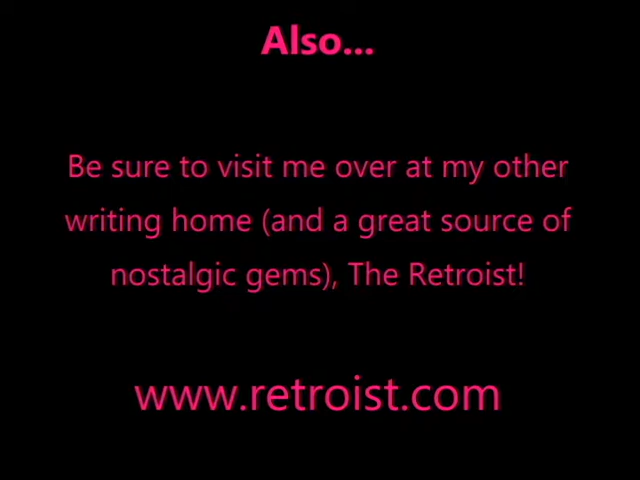 Also...
Be sure to visit me over at my other
writing home (and a great source of
nostalgic gems), The Retroist!
www.retroist.com